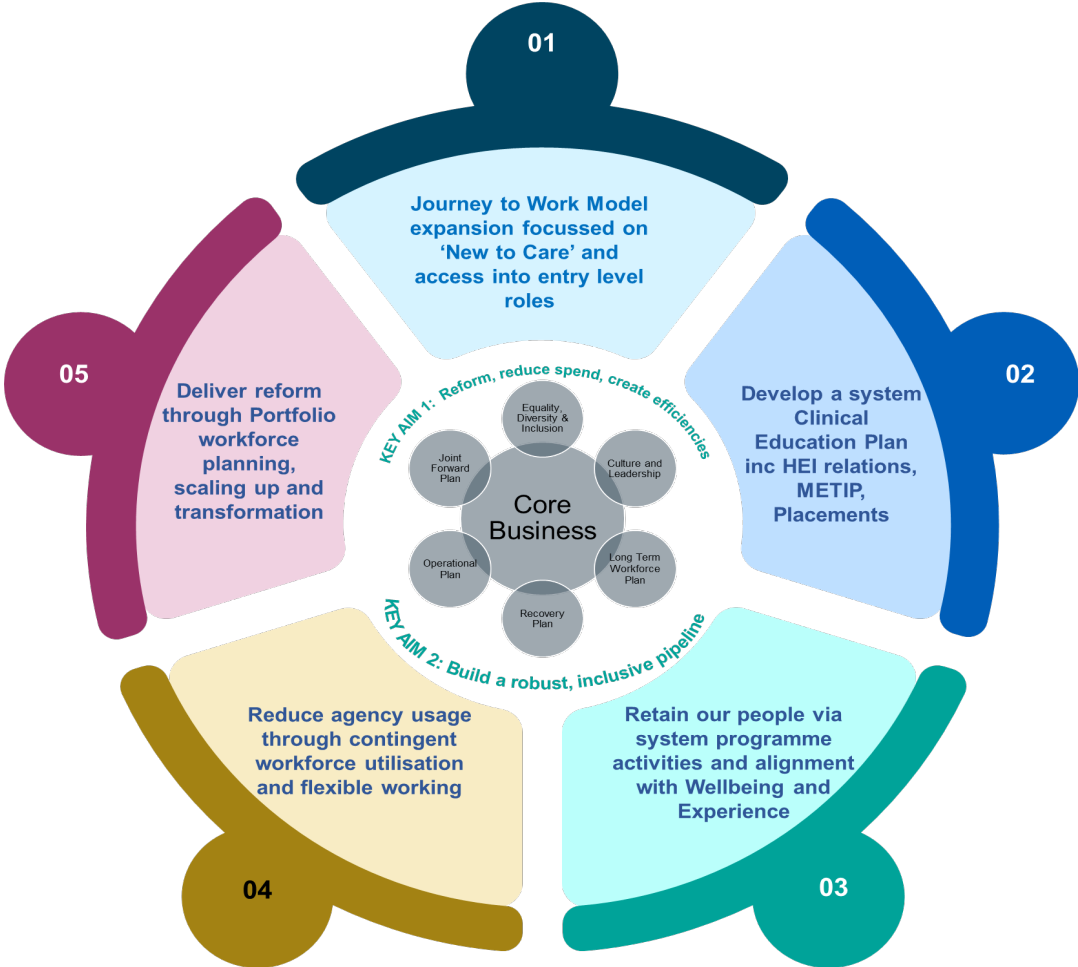 01
Journey to Work Model
expansion focussed on
‘New to Care’ and
access into entry level
roles
02
Develop a system
Clinical
Education Plan
inc HEI relations,
METIP,
Placements
03
Retain our people via
system programme
activities and alignment
with Wellbeing and
Experience
04
Reduce agency usage
through contingent
workforce utilisation
and flexible working
05
Deliver reform
through Portfolio
workforce
planning,
scaling up and
transformation
KEY AIM 1: Reform, reduce spend, create efficiencies
Equality,
Diversity &
Inclusion
Culture and
Leadership
Long Term
Workforce
Plan
Recovery
Plan
Operational
Plan
Joint
Forward
Plan
Core
Business
KEY AIM 2: Build a robust, inclusive pipeline